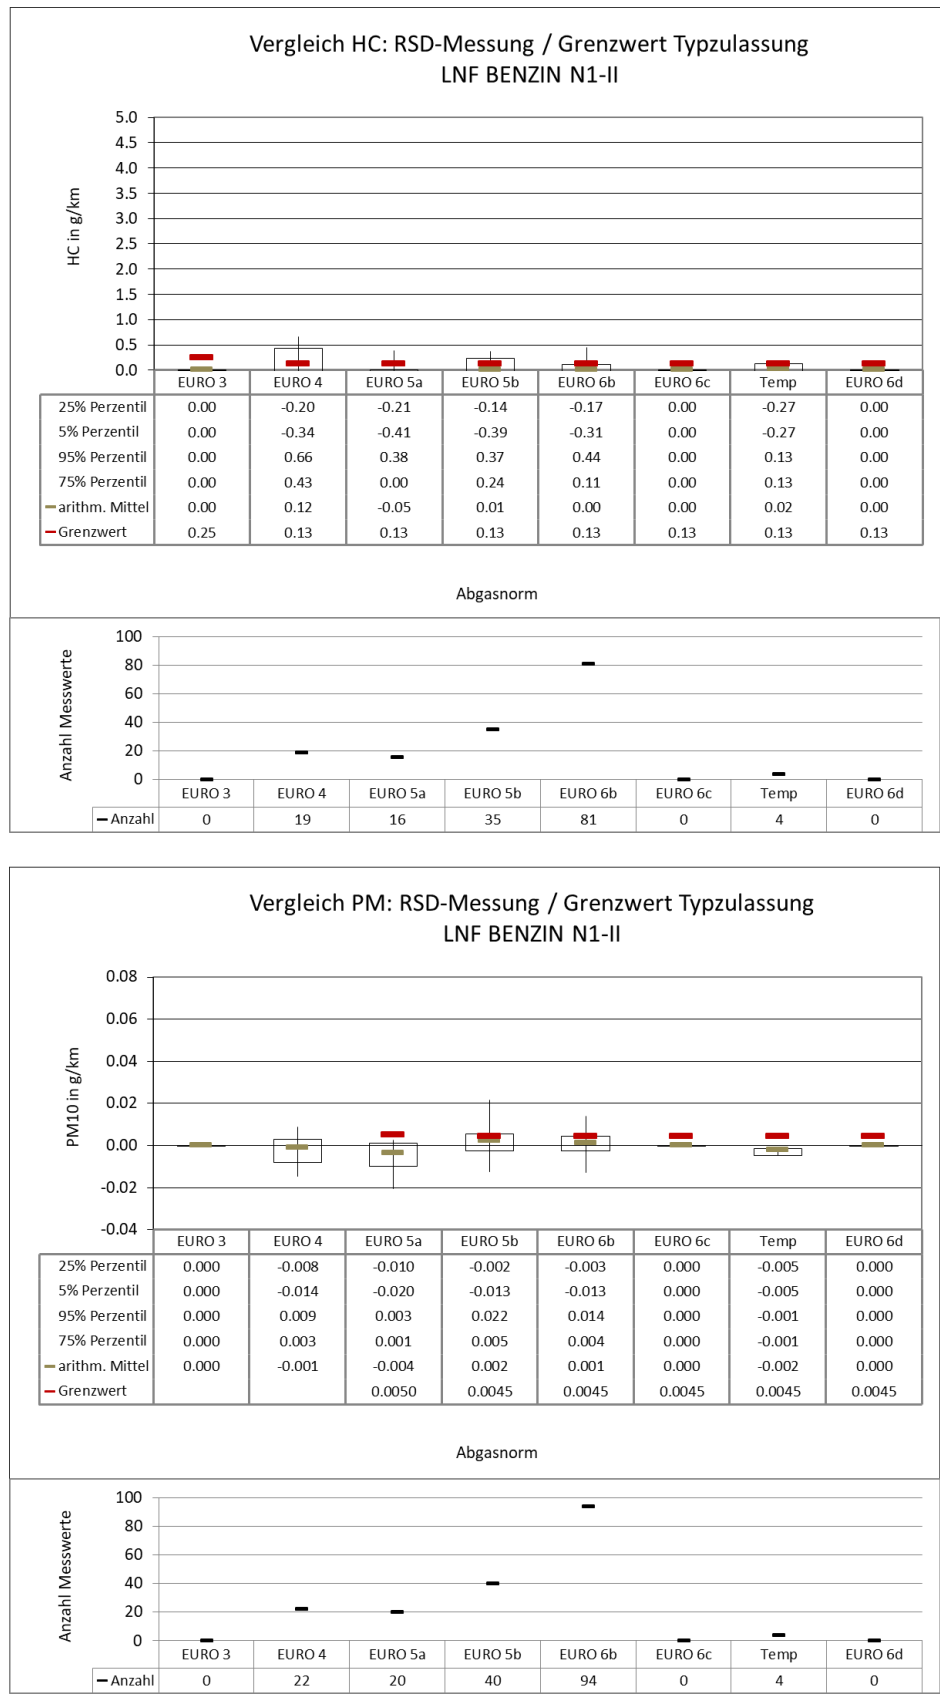 Vergleich HC: RSD-Messung / Grenzwert Typzulassung
LNF BENZIN N1-II
HC in g/km
5.0
4.5
4.0
3.5
3.0
2.5
2.0
1.5
1.0
0.5
0.0
EURO 3 EURO 4 EURO 5a EURO 5b EURO 6b EURO 6c Temp EURO 6d
25% Perzentil 0.00 -0.20 -0.21 -0.14 -0.17 0.00 -0.27 0.00
5% Perzentil 0.00 -0.34 -0.41 -0.39 -0.31 0.00 -0.27 0.00
95% Perzentil 0.00 0.66 0.38 0.37 0.44 0.00 0.13 0.00
75% Perzentil 0.00 0.43 0.00 0.24 0.11 0.00 0.13 0.00
arithm. Mittel 0.00 0.12 -0.05 0.01 0.00 0.00 0.02 0.00
Grenzwert 0.25 0.13 0.13 0.13 0.13 0.13 0.13 0.13
Abgasnorm
Anzahl Messwerte
100
80
60
40
20
0
EURO 3 EURO 4 EURO 5a EURO 5b EURO 6b EURO 6c Temp EURO 6d
Anzahl 0 19 16 35 81 0 4 0
Vergleich PM: RSD-Messung / Grenzwert Typzulassung
LNF BENZIN N1-II
PM10 in g/km
0.08
0.06
0.04
0.02
0.00
-0.02
-0.04
EURO 3 EURO 4 EURO 5a EURO 5b EURO 6b EURO 6c Temp EURO 6d
25% Perzentil 0.000 -0.008 -0.010 -0.002 -0.003 0.000 -0.005 0.000
5% Perzentil 0.000 -0.014 -0.020 -0.013 -0.013 0.000 -0.005 0.000
95% Perzentil 0.000 0.009 0.003 0.022 0.014 0.000 -0.001 0.000
75% Perzentil 0.000 0.003 0.001 0.005 0.004 0.000 -0.001 0.000
arithm. Mittel 0.000 -0.001 -0.004 0.002 0.001 0.000 -0.002 0.000
Grenzwert 0.0050 0.0045 0.0045 0.0045 0.0045 0.0045
Abgasnorm
Anzahl Messwerte
100
80
60
40
20
0
EURO 3 EURO 4 EURO 5a EURO 5b EURO 6b EURO 6c Temp EURO 6d
Anzahl 0 22 20 40 94 0 4 0